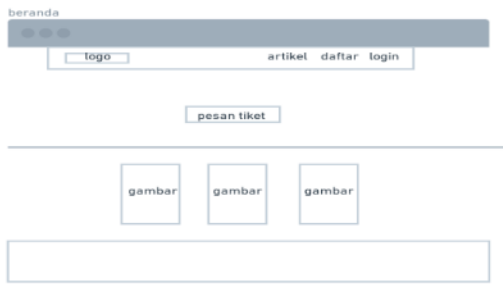 beranda
logo artikel daftar login
pesan tiket
gambar gambar gambar